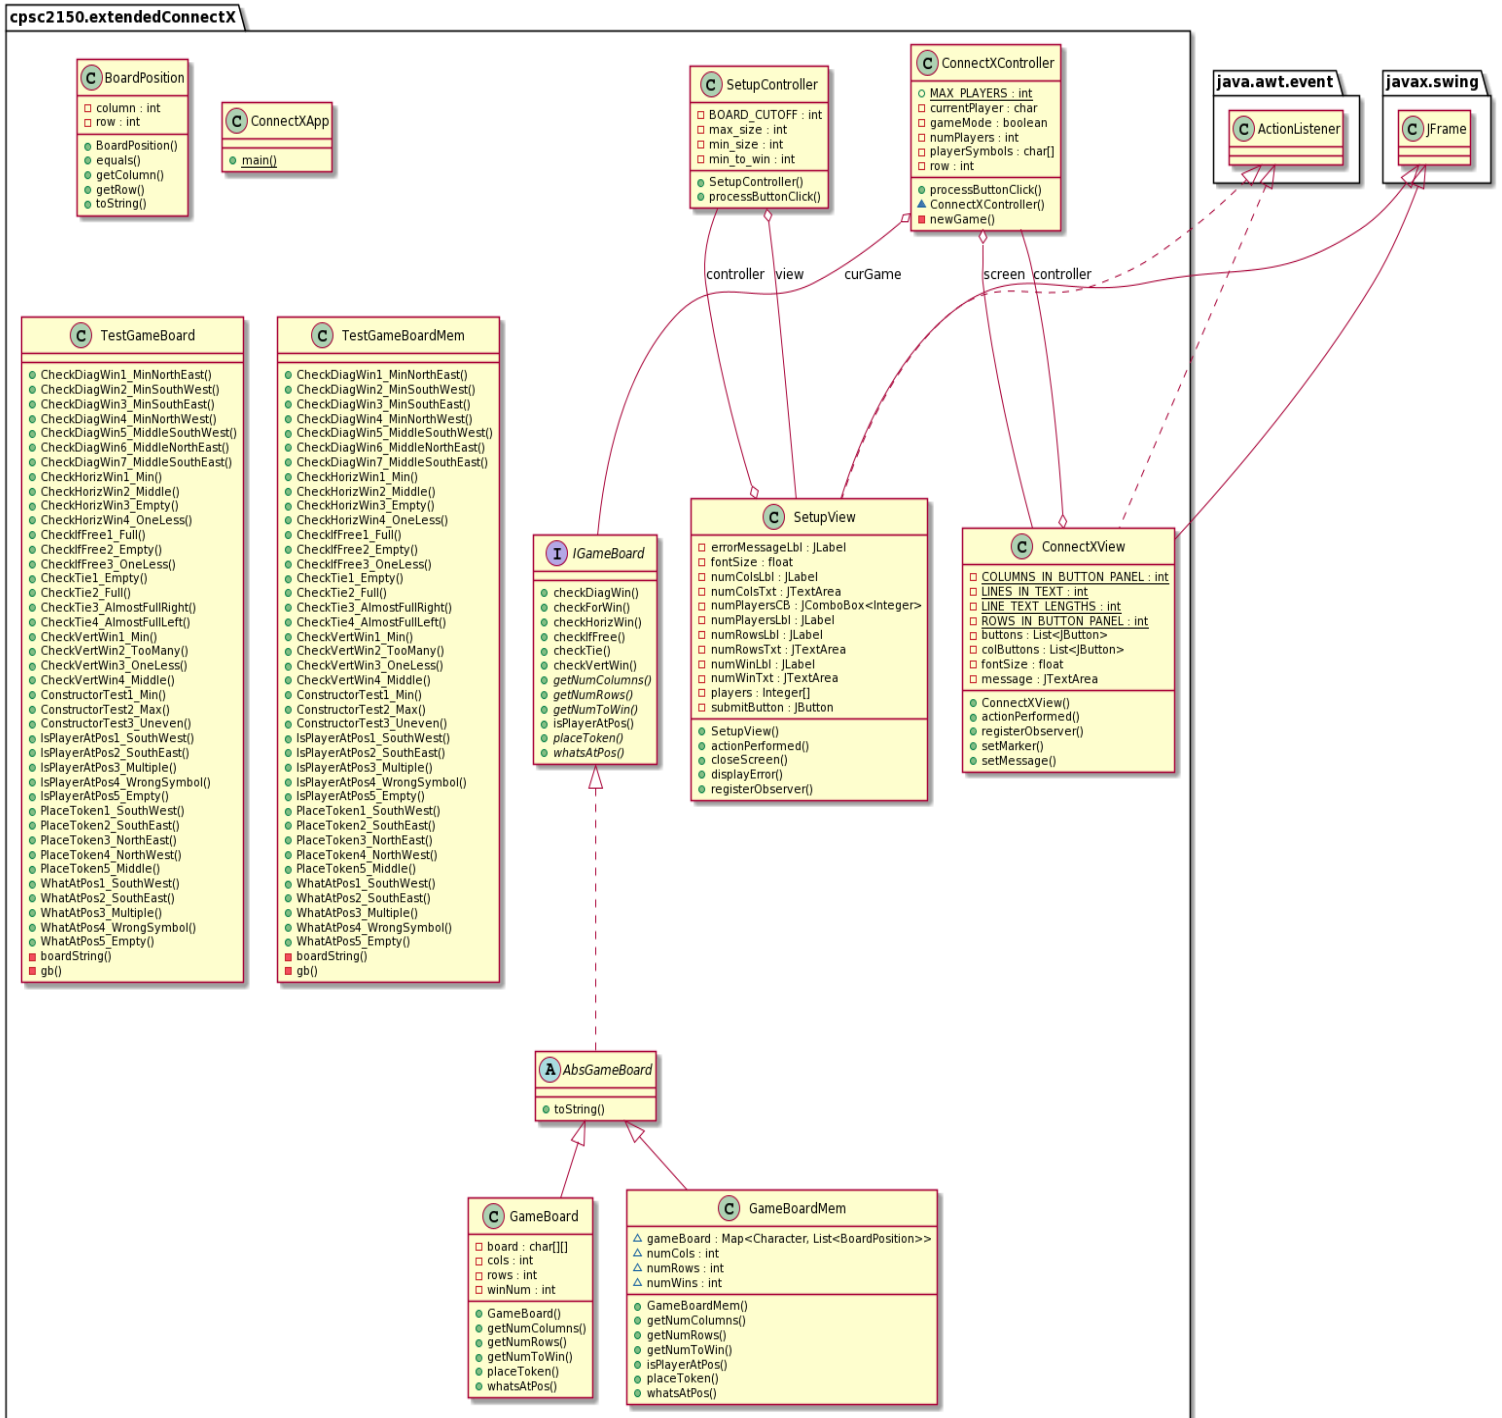 cpsc2150.extendedConnectX
C BoardPosition
column : int
row : int
BoardPosition()
equals()
getColumn()
getRow()
toString()
C ConnectXApp
main()
C SetupController
BOARD_CUTOFF : int
max_size : int
min_size : int
min_to_win : int
SetupController()
processButtonClick()
C ConnectXController
MAX_PLAYERS : int
currentPlayer : char
gameMode : boolean
numPlayers : int
playerSymbols : char[]
row : int
processButtonClick()
ConnectXController()
newGame()
java.awt.event
C ActionListener
javax.swing
C JFrame
controller
view
curGame
screen
controller
C TestGameBoard
CheckDiagWin1_MinNorthEast()
CheckDiagWin2_MinSouthWest()
CheckDiagWin3_MinSouthEast()
CheckDiagWin4_MinNorthWest()
CheckDiagWin5_MiddleSouthWest()
CheckDiagWin6_MiddleNorthEast()
CheckDiagWin7_MiddleSouthEast()
CheckHorizWin1_Min()
CheckHorizWin2_Middle()
CheckHorizWin3_Empty()
CheckHorizWin4_OneLess()
CheckIfFree1_Full()
CheckIfFree2_Empty()
CheckIfFree3_OneLess()
CheckTie1_Empty()
CheckTie2_Full()
CheckTie3_AlmostFullRight()
CheckTie4_AlmostFullLeft()
CheckVertWin1_Min()
CheckVertWin2_TooMany()
CheckVertWin3_OneLess()
CheckVertWin4_Middle()
ConstructorTest1_Min()
ConstructorTest2_Max()
ConstructorTest3_Uneven()
IsPlayerAtPos1_SouthWest()
IsPlayerAtPos2_SouthEast()
IsPlayerAtPos3_Multiple()
IsPlayerAtPos4_WrongSymbol()
IsPlayerAtPos5_Empty()
PlaceToken1_SouthWest()
PlaceToken2_SouthEast()
PlaceToken3_NorthEast()
PlaceToken4_NorthWest()
PlaceToken5_Middle()
WhatAtPos1_SouthWest()
WhatAtPos2_SouthEast()
WhatAtPos3_Multiple()
WhatAtPos4_WrongSymbol()
WhatAtPos5_Empty()
boardString()
gb()
C TestGameBoardMem
CheckDiagWin1_MinNorthEast()
CheckDiagWin2_MinSouthWest()
CheckDiagWin3_MinSouthEast()
CheckDiagWin4_MinNorthWest()
CheckDiagWin5_MiddleSouthWest()
CheckDiagWin6_MiddleNorthEast()
CheckDiagWin7_MiddleSouthEast()
CheckHorizWin1_Min()
CheckHorizWin2_Middle()
CheckHorizWin3_Empty()
CheckHorizWin4_OneLess()
CheckIfFree1_Full()
CheckIfFree2_Empty()
CheckIfFree3_OneLess()
CheckTie1_Empty()
CheckTie2_Full()
CheckTie3_AlmostFullRight()
CheckTie4_AlmostFullLeft()
CheckVertWin1_Min()
CheckVertWin2_TooMany()
CheckVertWin3_OneLess()
CheckVertWin4_Middle()
ConstructorTest1_Min()
ConstructorTest2_Max()
ConstructorTest3_Uneven()
IsPlayerAtPos1_SouthWest()
IsPlayerAtPos2_SouthEast()
IsPlayerAtPos3_Multiple()
IsPlayerAtPos4_WrongSymbol()
IsPlayerAtPos5_Empty()
PlaceToken1_SouthWest()
PlaceToken2_SouthEast()
PlaceToken3_NorthEast()
PlaceToken4_NorthWest()
PlaceToken5_Middle()
WhatAtPos1_SouthWest()
WhatAtPos2_SouthEast()
WhatAtPos3_Multiple()
WhatAtPos4_WrongSymbol()
WhatAtPos5_Empty()
boardString()
gb()
I IGameBoard
checkDiagWin()
checkForWin()
checkHorizWin()
checkIfFree()
checkTie()
checkVertWin()
getNumColumns()
getNumRows()
getNumToWin()
isPlayerAtPos()
placeToken()
whatsAtPos()
C SetupView
errorMessageLbl : JLabel
fontSize : float
numColsLbl : JLabel
numColsTxt : JTextArea
numPlayersCB : JComboBox<Integer>
numPlayersLbl : JLabel
numRowsLbl : JLabel
numRowsTxt : JTextArea
numWinLbl : JLabel
numWinTxt : JTextArea
players : Integer[]
submitButton : JButton
SetupView()
actionPerformed()
closeScreen()
displayError()
registerObserver()
C ConnectXView
COLUMNS_IN_BUTTON_PANEL : int
LINES_IN_TEXT : int
LINE_TEXT_LENGTHS : int
ROWS_IN_BUTTON_PANEL : int
buttons : List<JButton>
colButtons : List<JButton>
fontSize : float
message : JTextArea
ConnectXView()
actionPerformed()
registerObserver()
setMarker()
setMessage()
A AbsGameBoard
toString()
C GameBoard
board : char[][]
cols : int
rows : int
winNum : int
GameBoard()
getNumColumns()
getNumRows()
getNumToWin()
placeToken()
whatsAtPos()
C GameBoardMem
gameBoard : Map<Character, List<BoardPosition>>
numCols : int
numRows : int
numWins : int
GameBoardMem()
getNumColumns()
getNumRows()
getNumToWin()
isPlayerAtPos()
placeToken()
whatsAtPos()